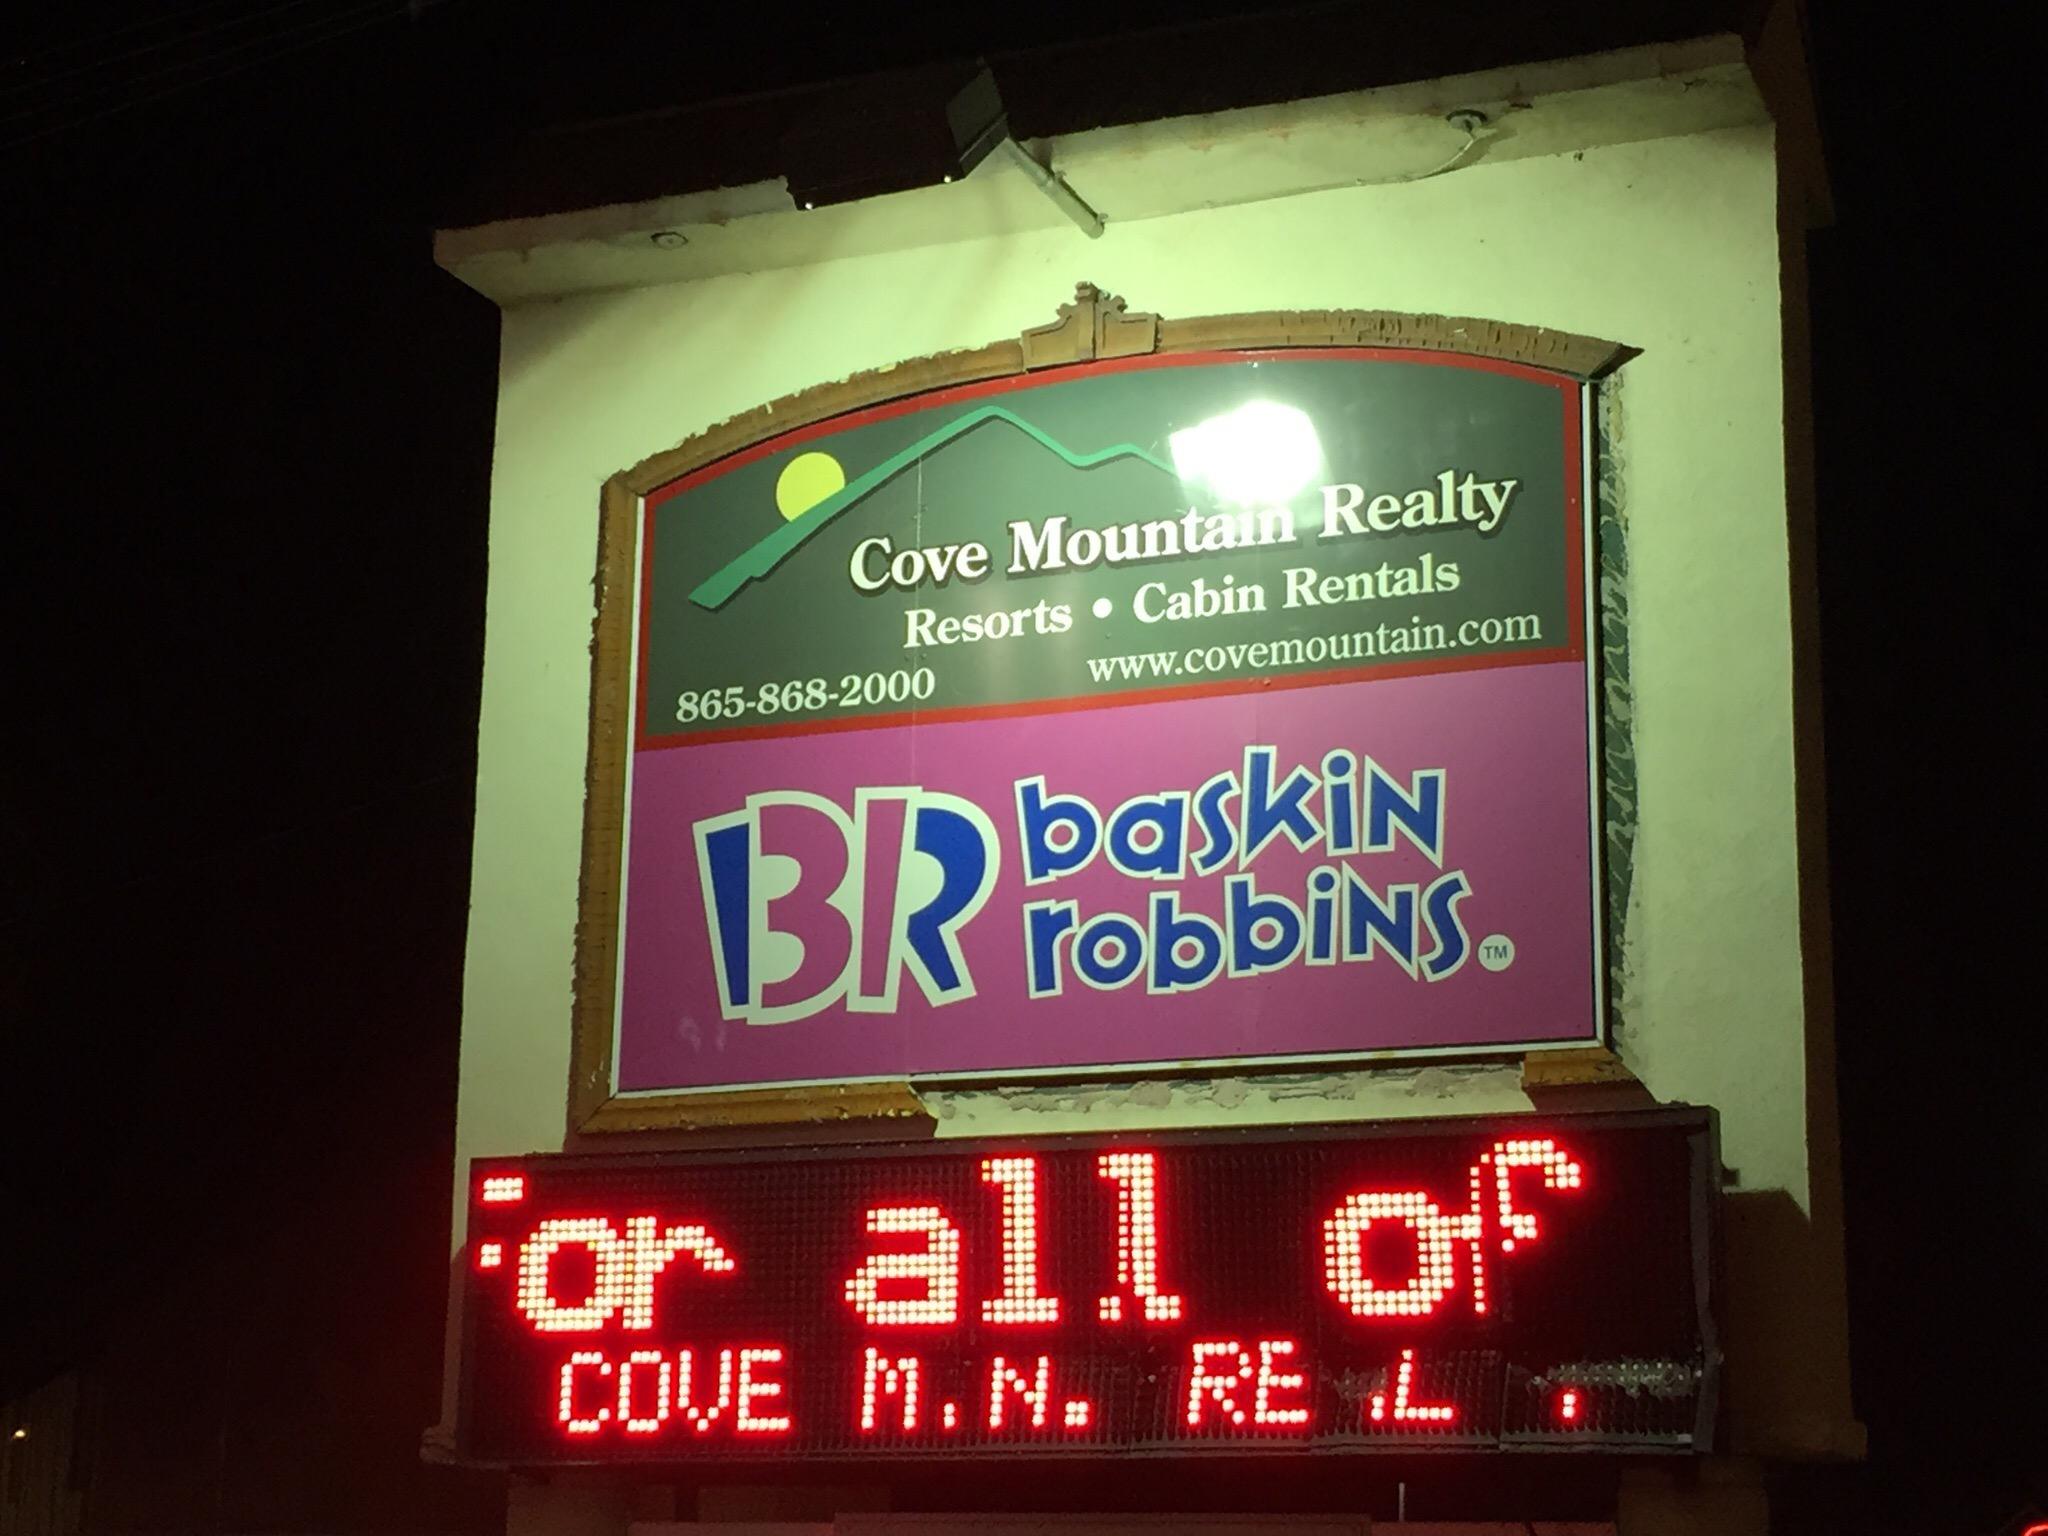 Cove Mountain Realty
Resorts • Cabin Rentals
www.covemountain.com
865-868-2000
BR baskin
robbins ™
or all of
COVE M.N. RE